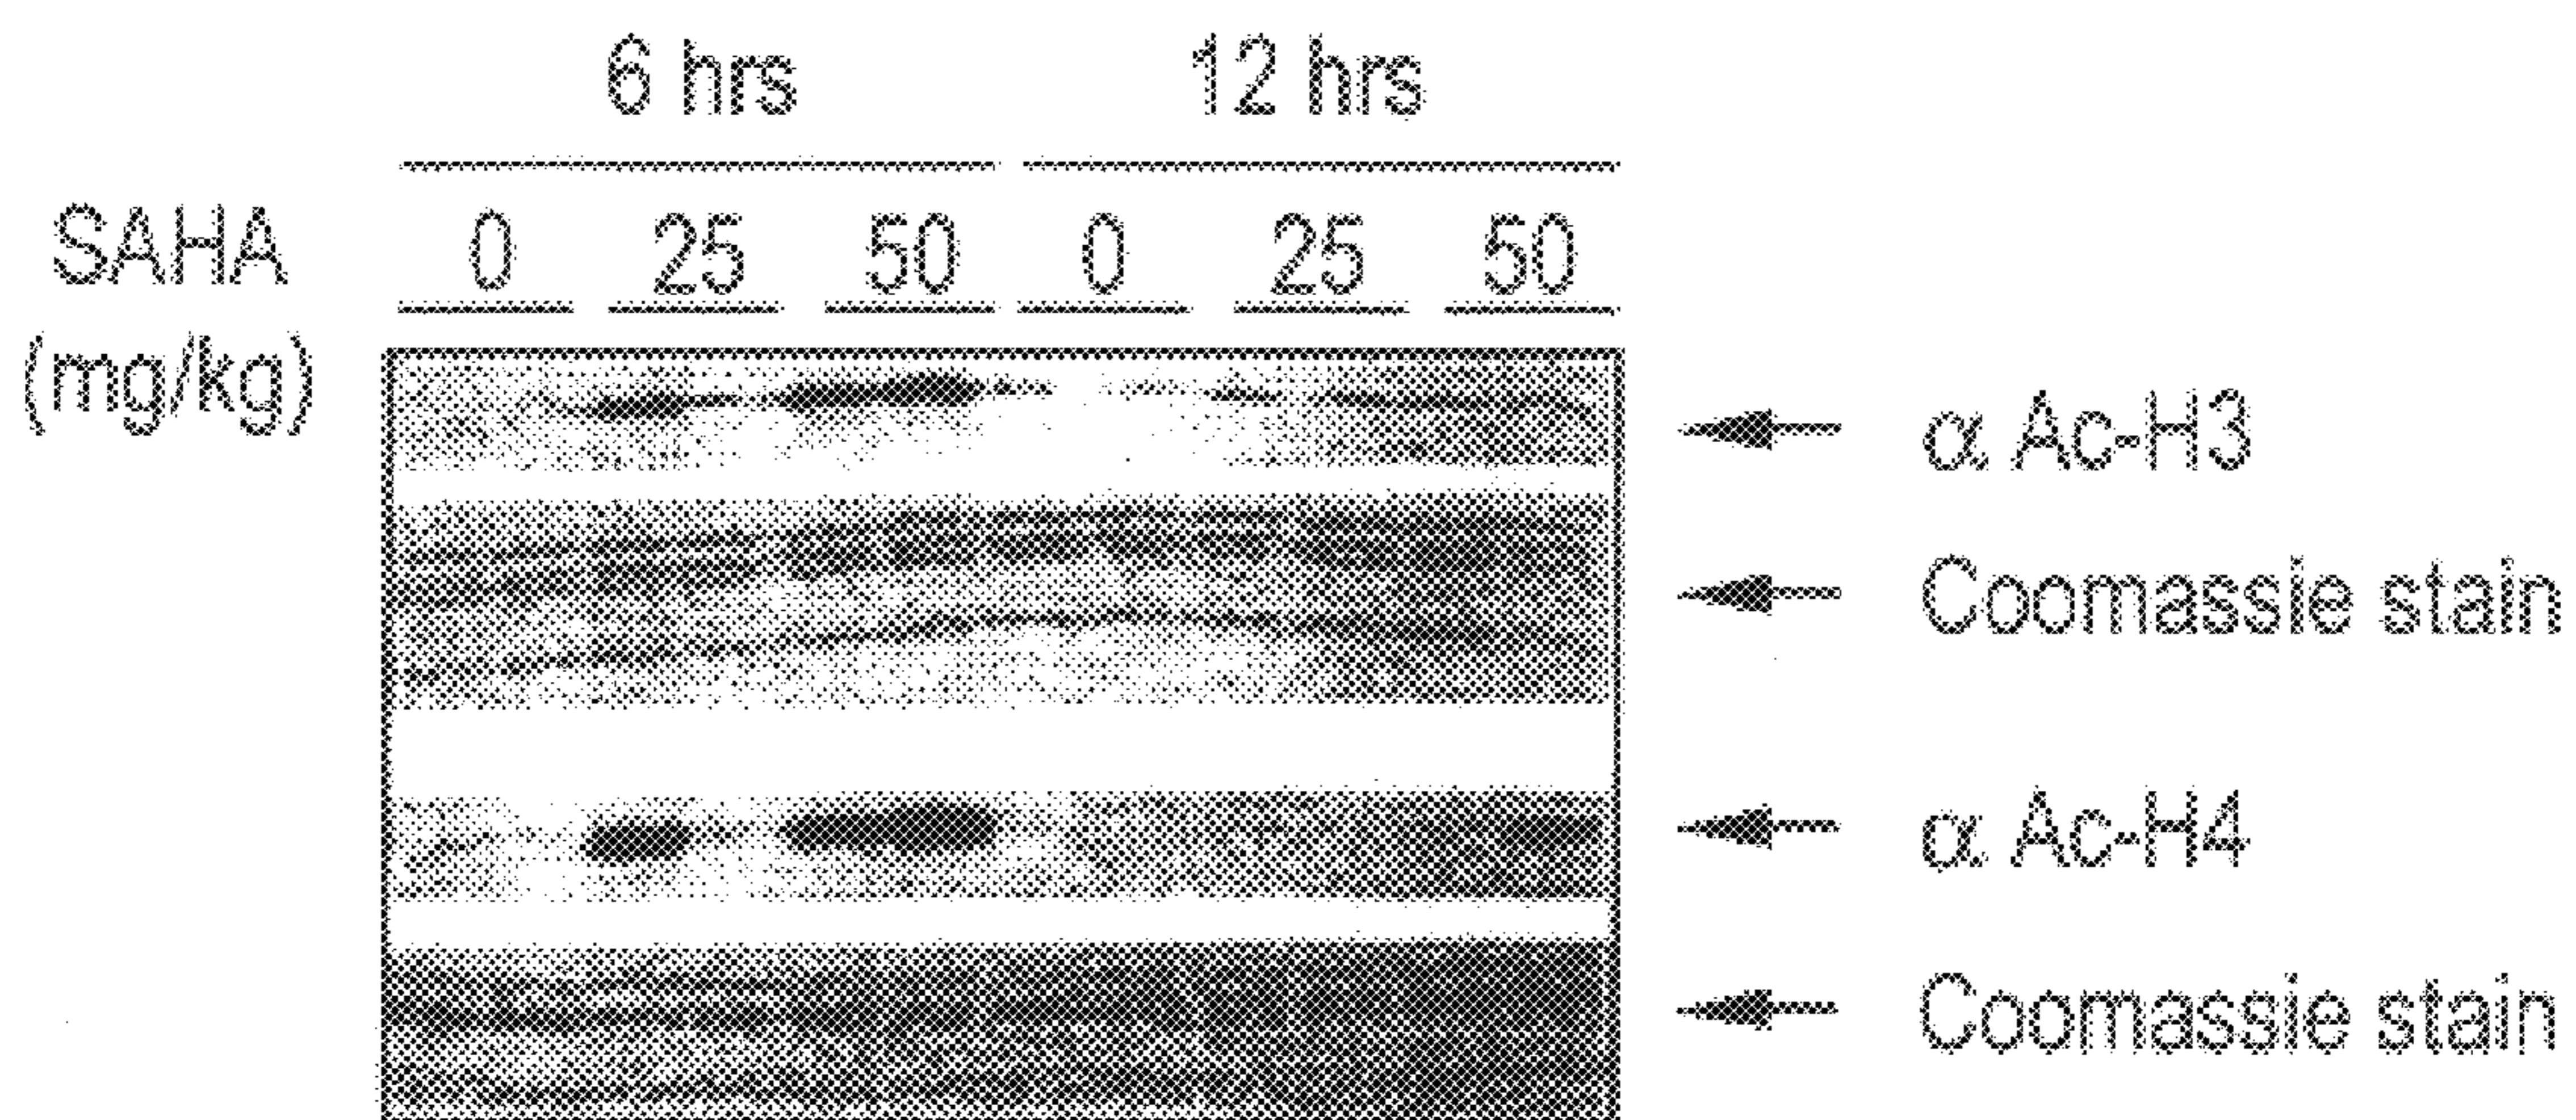 6 hrs 12 hrs
SAHA 0 25 50 0 25 50
(mg/kg)
α Ac-H3
Coomassie stain
α Ac-H4
Coomassie stain